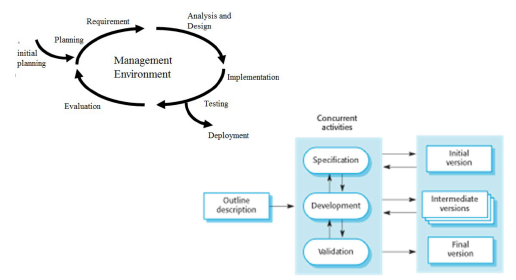 Requirement
Analysis and
Design
Planning
initial
planning
Management
Environment
Implementation
Evaluation
Testing
Deployment
Concurrent
activities
Specification
Initial
version
Outline
description
Development
Intermediate
versions
Validation
Final
version